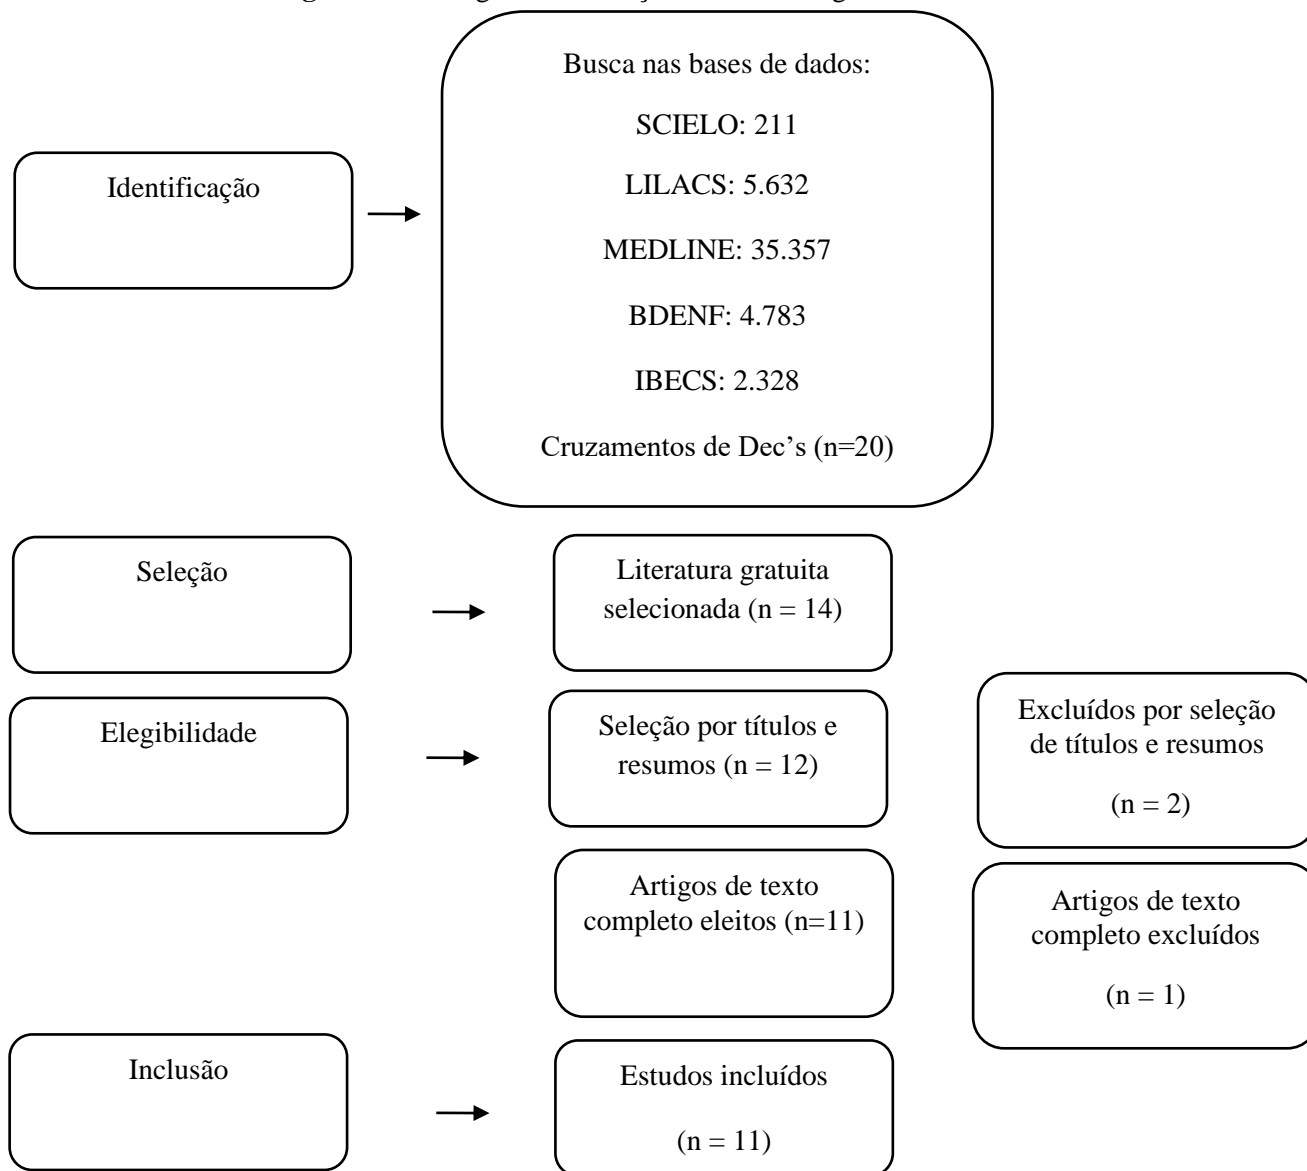 Identificação
Busca nas bases de dados:
SCIELO: 211
LILACS: 5.632
MEDLINE: 35.357
BDENF: 4.783
IBECS: 2.328
Cruzamentos de Dec’s (n=20)
Seleção
Literatura gratuita
selecionada (n = 14)
Elegibilidade
Seleção por títulos e
resumos (n = 12)
Excluídos por seleção
de títulos e resumos
(n = 2)
Artigos de texto
completo eleitos (n=11)
Artigos de texto
completo excluídos
(n = 1)
Inclusão
Estudos incluídos
(n = 11)